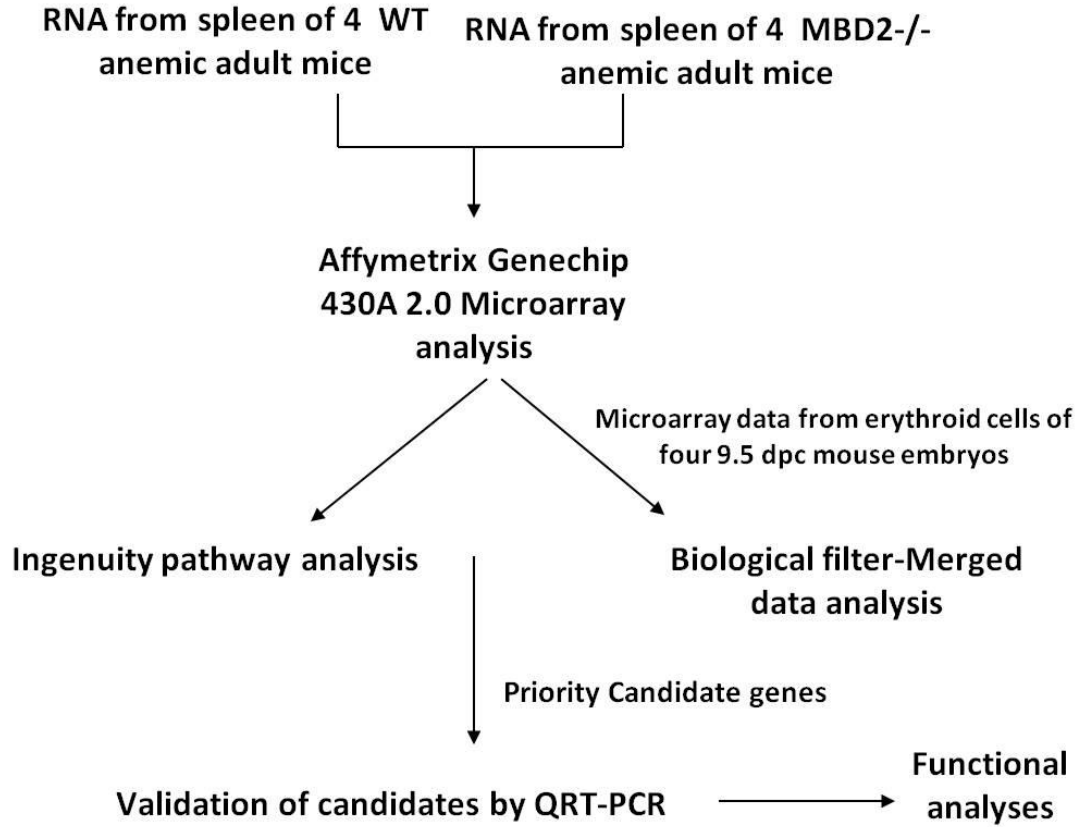 RNA from spleen of 4 WT
anemic adult mice
RNA from spleen of 4 MBD2-/-
anemic adult mice
Affymetrix Genechip
430A 2.0 Microarray
analysis
Microarray data from erythroid cells of
four 9.5 dpc mouse embryos
Ingenuity pathway analysis
Biological filter-Merged
data analysis
Priority Candidate genes
Validation of candidates by QRT-PCR
Functional
analyses